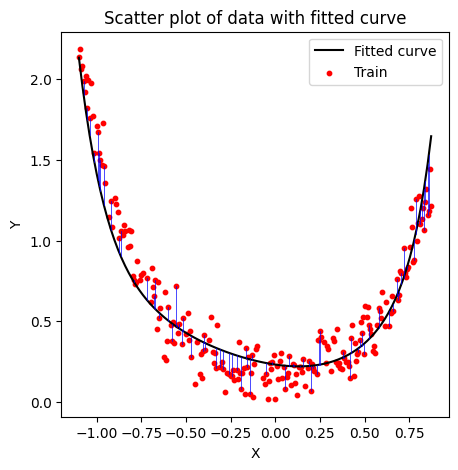 Scatter plot of data with fitted curve
Fitted curve
Train
Y
2.0
1.5
1.0
0.5
0.0
−1.00 −0.75 −0.50 −0.25 0.00 0.25 0.50 0.75
X